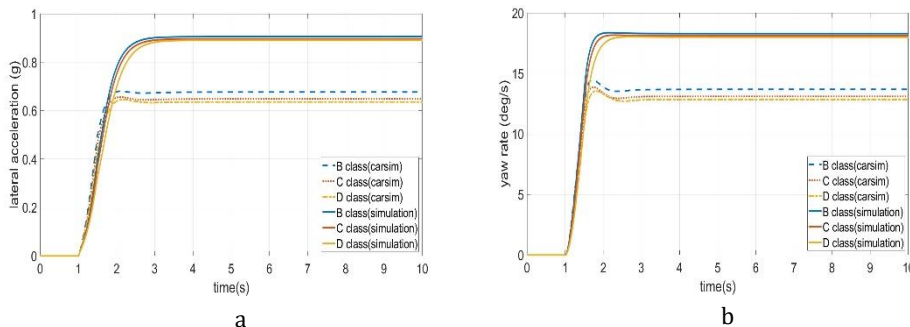 lateral acceleration (g)
1
0.8
0.6
0.4
0.2
0
B class(carsim)
C class(carsim)
D class(carsim)
B class(simulation)
C class(simulation)
D class(simulation)
0 1 2 3 4 5 6 7 8 9 10
time(s)
a
yaw rate (deg/s)
20
15
10
5
0
B class(carsim)
C class(carsim)
D class(carsim)
B class(simulation)
C class(simulation)
D class(simulation)
0 1 2 3 4 5 6 7 8 9 10
time(s)
b